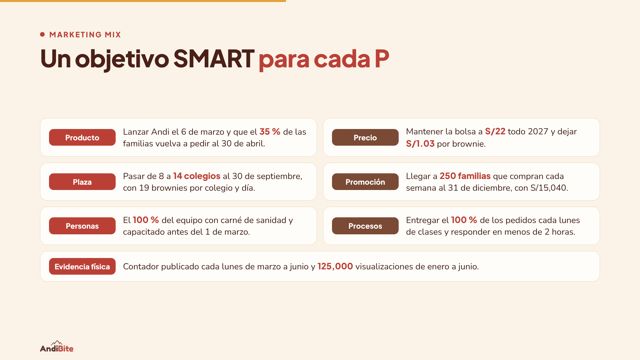 MARKETING MIX
Un objetivo SMART para cada P
Producto
Lanzar Andi el 6 de marzo y que el 35 % de las
familias vuelva a pedir al 30 de abril.
Precio
Mantener la bolsa a S/22 todo 2027 y dejar
S/1.03 por brownie.
Plaza
Pasar de 8 a 14 colegios al 30 de septiembre,
con 19 brownies por colegio y día.
Promoción
Llegar a 250 familias que compran cada
semana al 31 de diciembre, con S/15,040.
Personas
El 100 % del equipo con carné de sanidad y
capacitado antes del 1 de marzo.
Procesos
Entregar el 100 % de los pedidos cada lunes
de clases y responder en menos de 2 horas.
Evidencia física
Contador publicado cada lunes de marzo a junio y 125,000 visualizaciones de enero a junio.
AndiBite